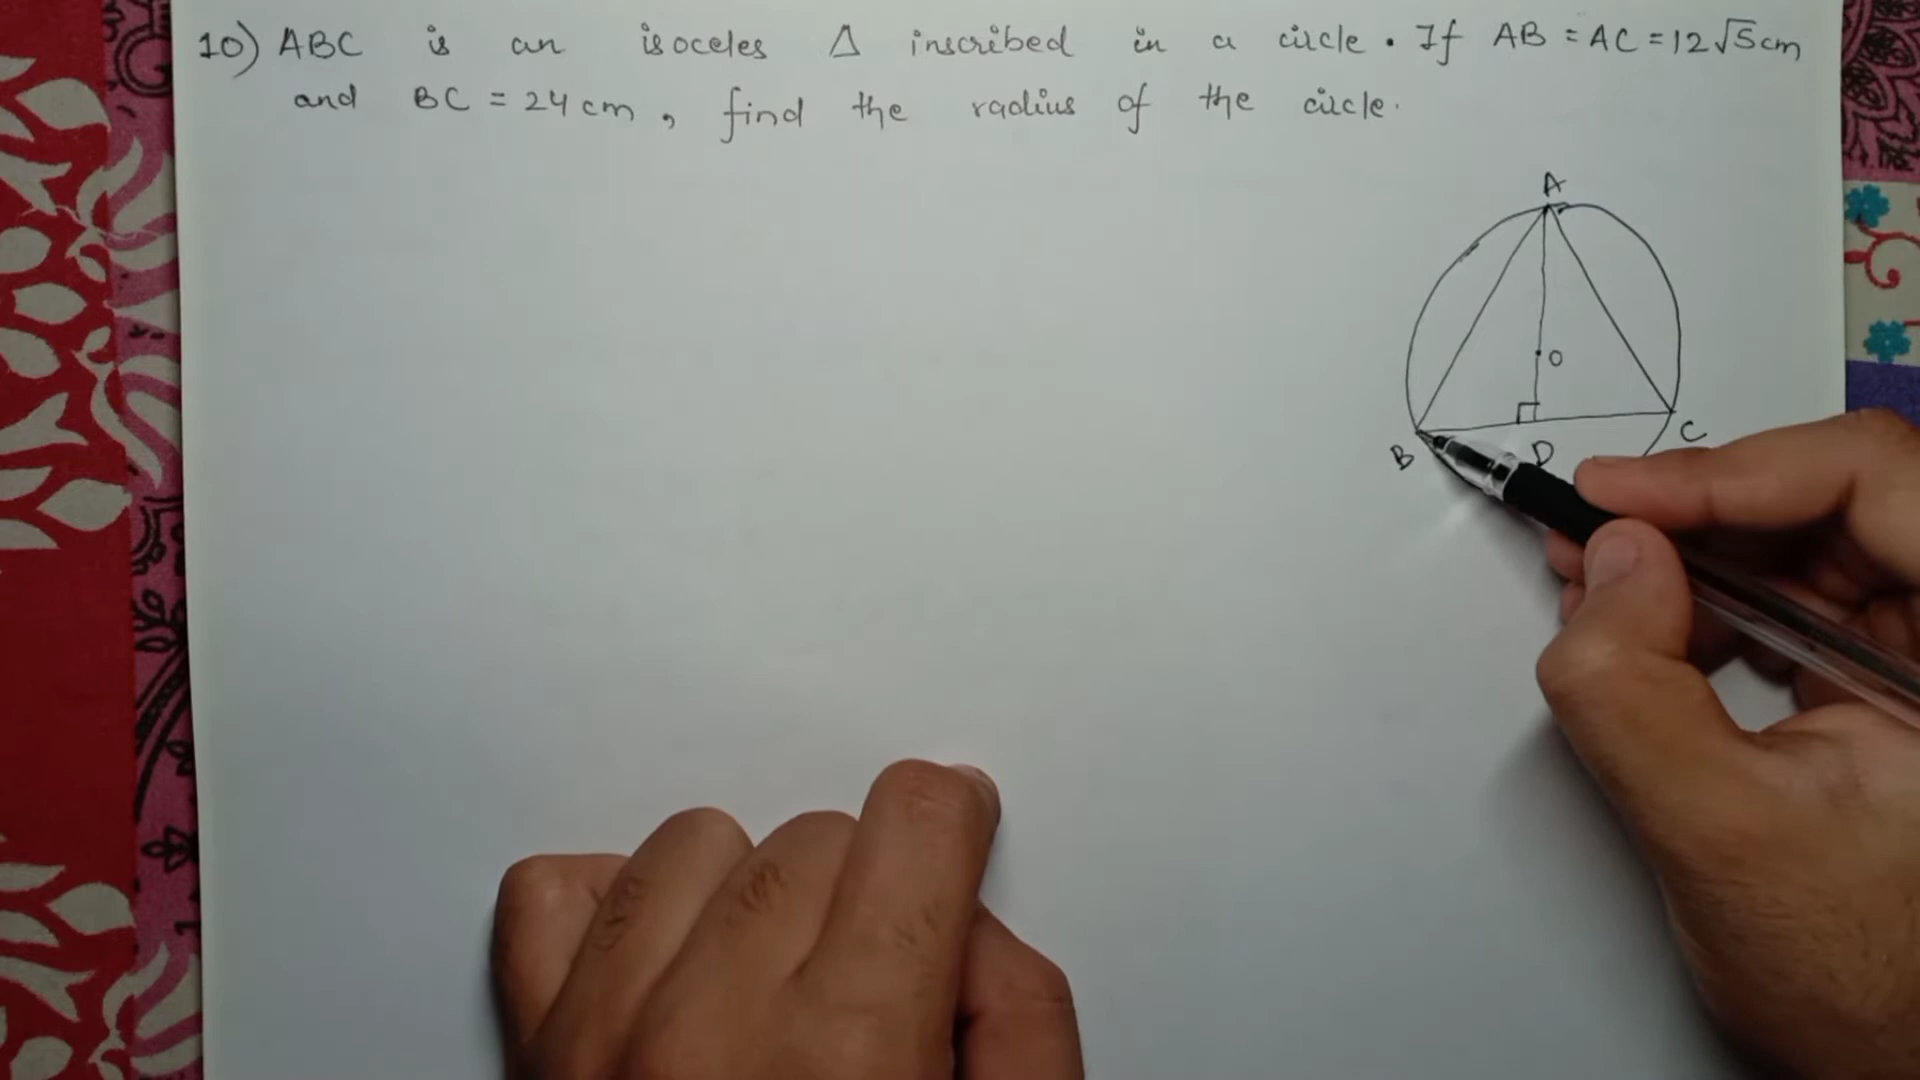 10) ABC is an isoceles Δ inscribed in a circle. If AB = AC = 12√5 cm
and BC = 24 cm, find the radius of the circle.
A
O
B
D
C